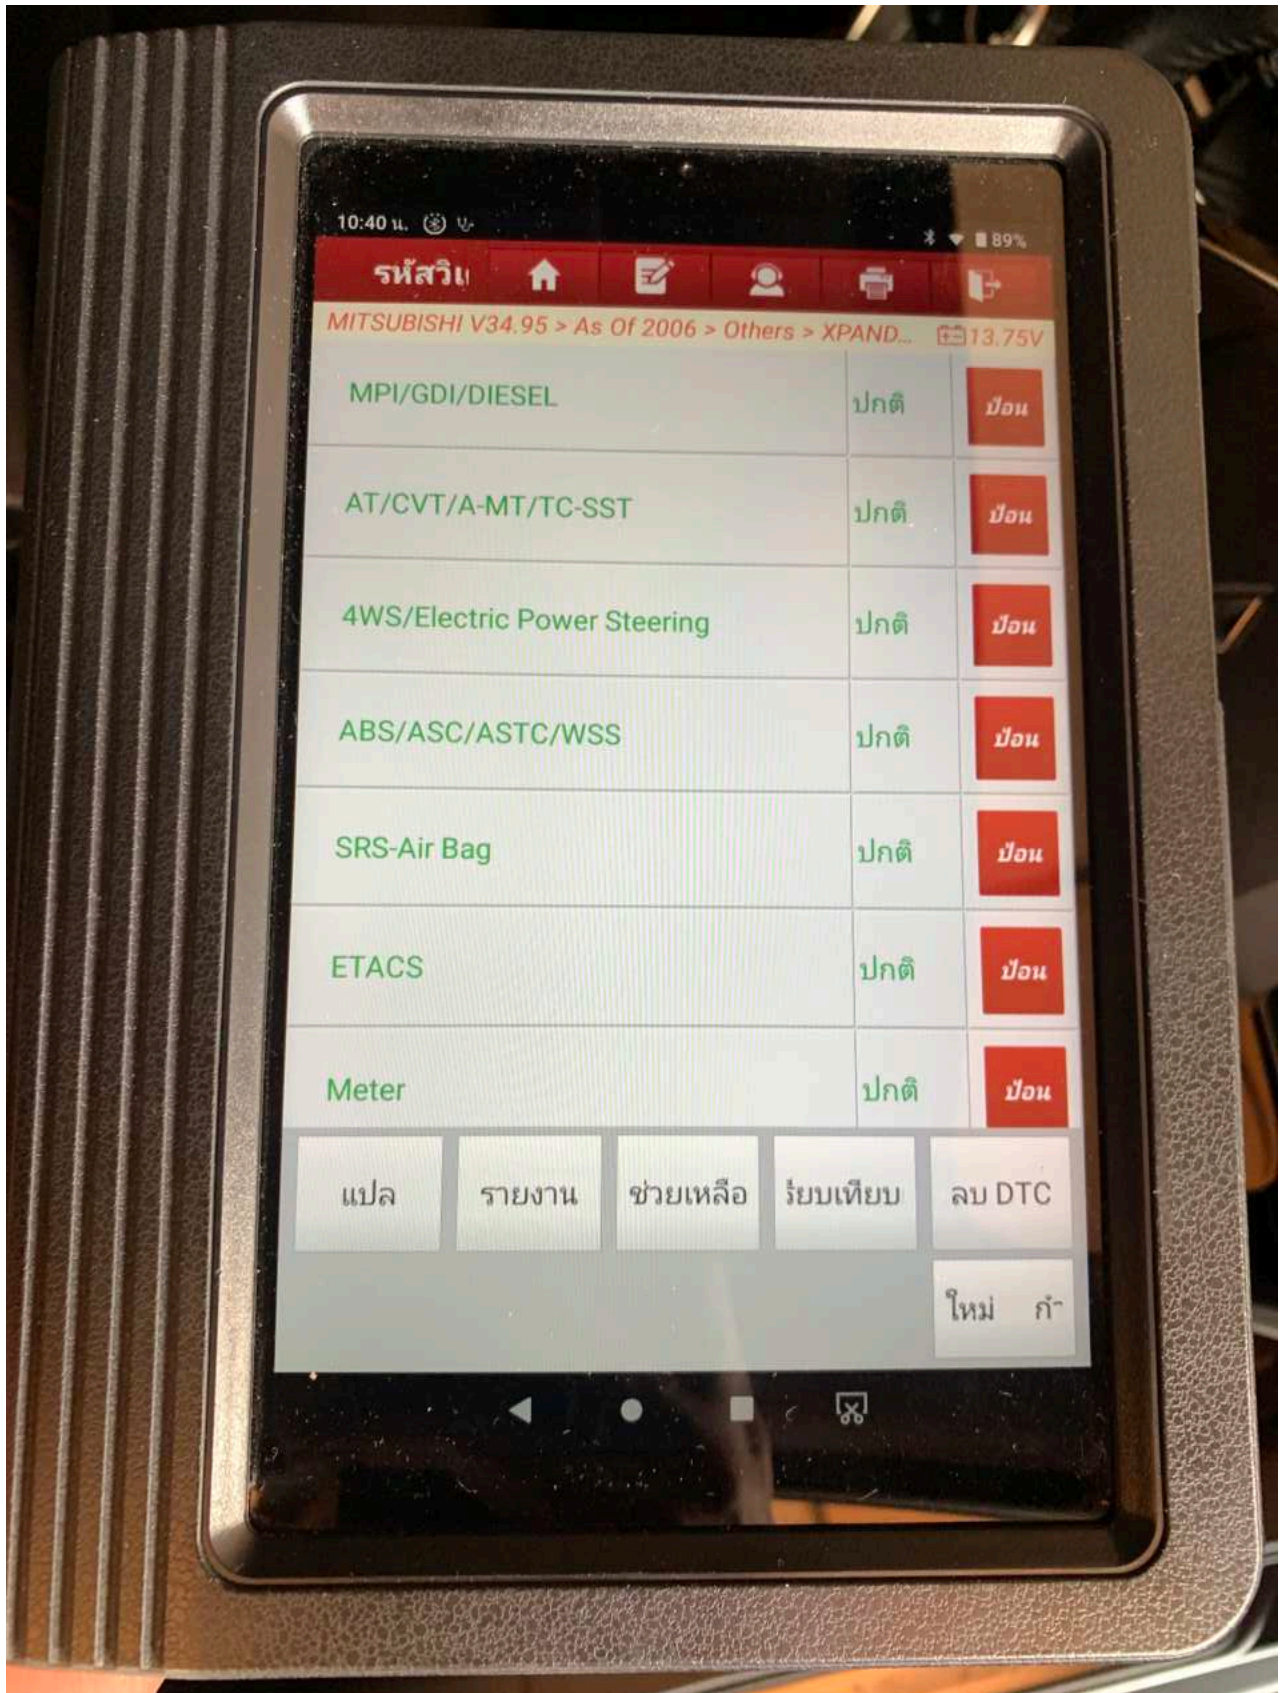 10:40 น. 89%
รหัสวิเ
MITSUBISHI V34.95 > As Of 2006 > Others > XPAND... 13.75V
MPI/GDI/DIESEL ปกติ ป้อน
AT/CVT/A-MT/TC-SST ปกติ ป้อน
4WS/Electric Power Steering ปกติ ป้อน
ABS/ASC/ASTC/WSS ปกติ ป้อน
SRS-Air Bag ปกติ ป้อน
ETACS ปกติ ป้อน
Meter ปกติ ป้อน
แปล รายงาน ช่วยเหลือ รียบเทียบ ลบ DTC
ใหม่ กำ